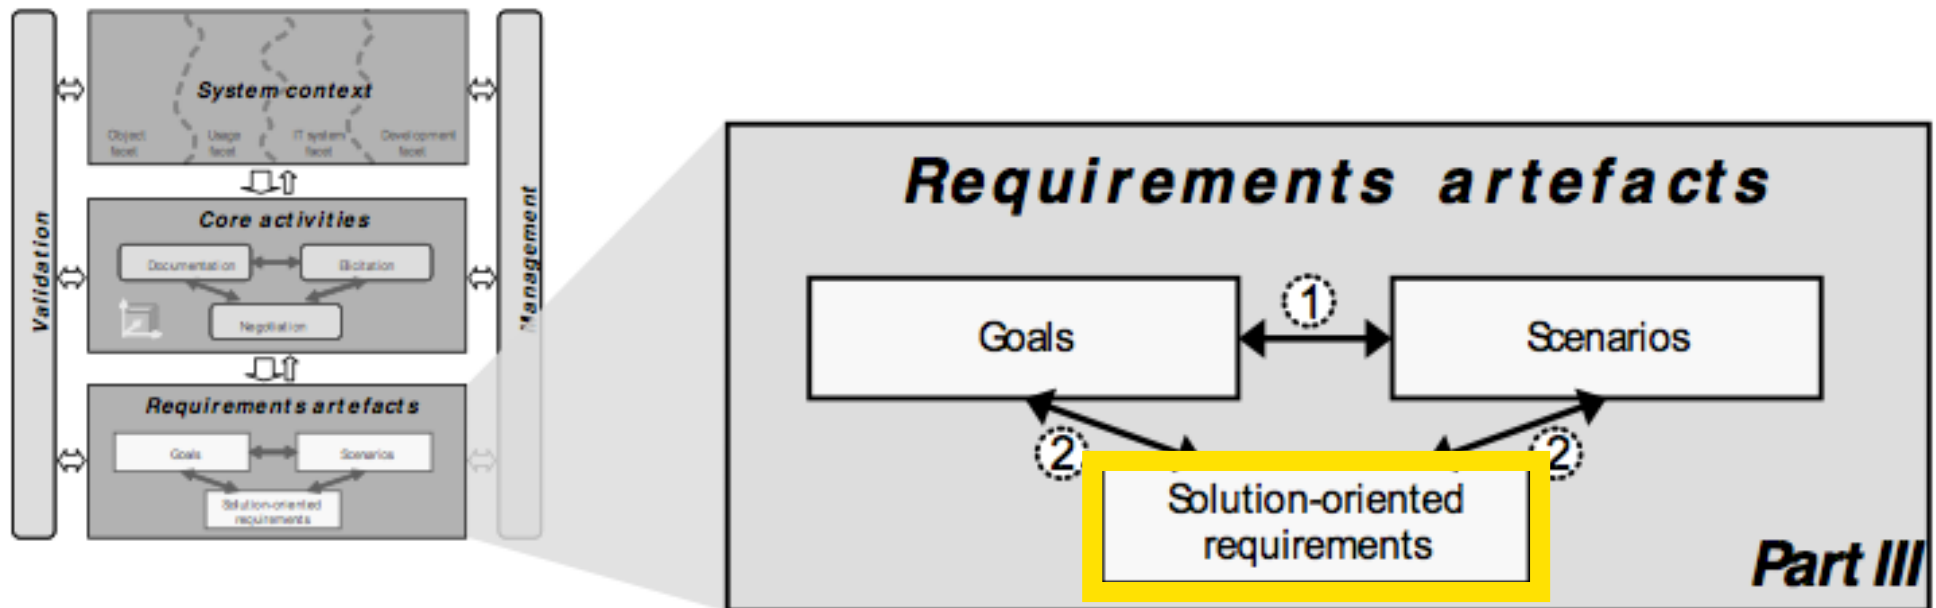 Validation
System context
Object facet
Usage facet
IT system facet
Development facet
Core activities
Documentation
Elicitation
Negotiation
Requirements artefacts
Goals
Scenarios
Solution-oriented
requirements
Management
Requirements artefacts
Goals
1
Scenarios
2
2
Solution-oriented
requirements
Part III